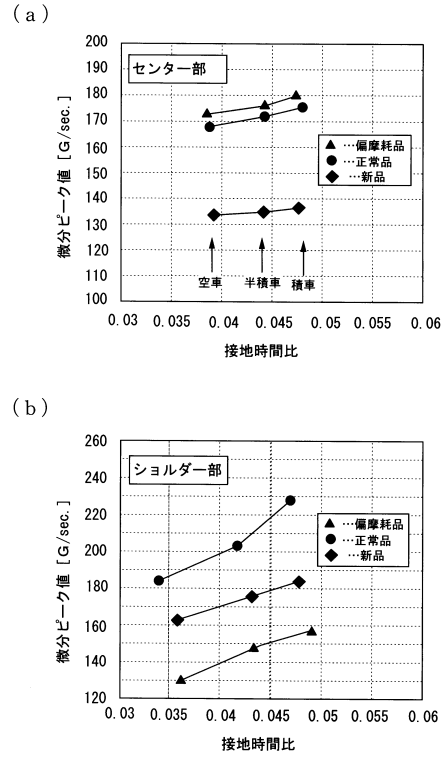 (a)
200
190
180
170
160
150
140
130
120
110
100
微分ピーク値 [G/sec.]
センター部
▲…偏摩耗品
●…正常品
◆…新品
空車 半積車 積車
0.03 0.035 0.04 0.045 0.05 0.055 0.06
接地時間比
(b)
260
240
220
200
180
160
140
120
微分ピーク値 [G/sec.]
ショルダー部
▲…偏摩耗品
●…正常品
◆…新品
0.03 0.035 0.04 0.045 0.05 0.055 0.06
接地時間比